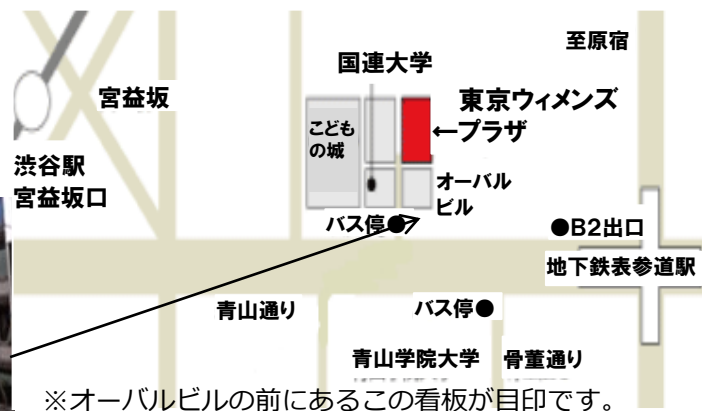 至原宿
国連大学
宮益坂
東京ウィメンズ
←プラザ
こども
の城
渋谷駅
宮益坂口
オーバル
ビル
バス停●
●B2出口
地下鉄表参道駅
青山通り
バス停●
青山学院大学
骨董通り
※オーバルビルの前にあるこの看板が目印です。